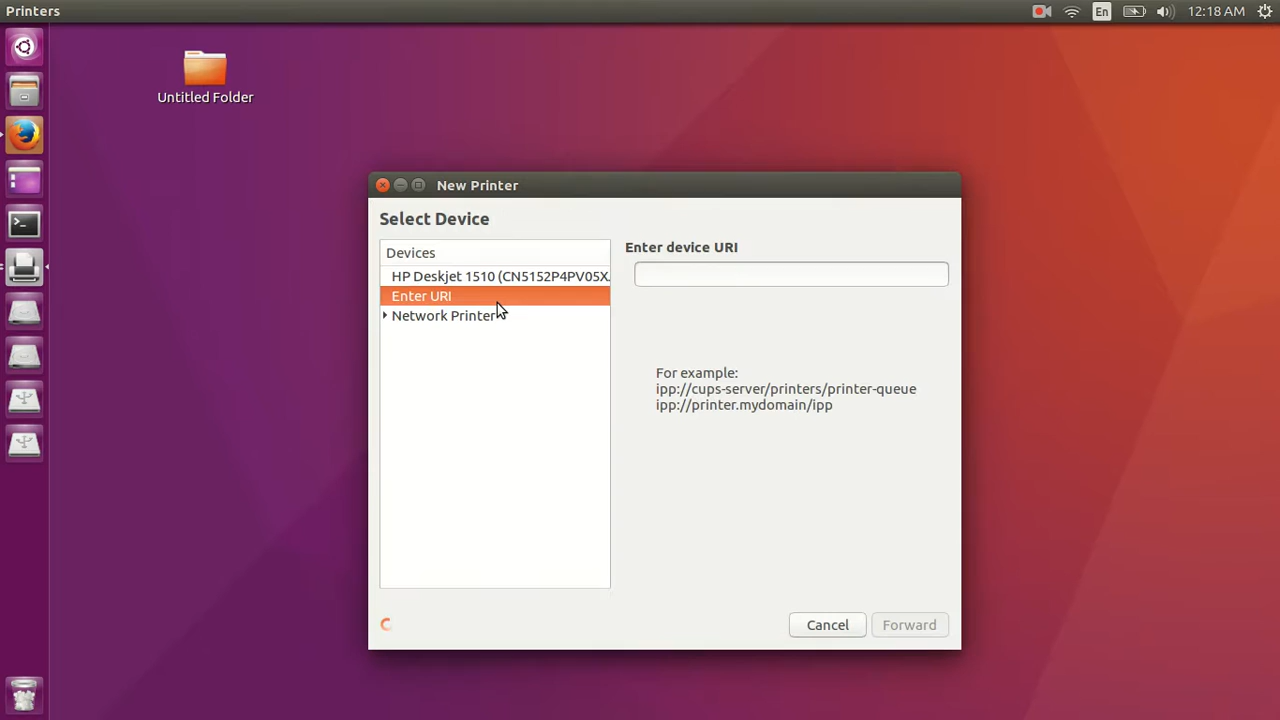 Printers
En
12:18 AM
Untitled Folder
New Printer
Select Device
Devices
HP Deskjet 1510 (CN5152P4PV05X
Enter URI
Network Printer
Enter device URI
For example:
ipp://cups-server/printers/printer-queue
ipp://printer.mydomain/ipp
Cancel
Forward